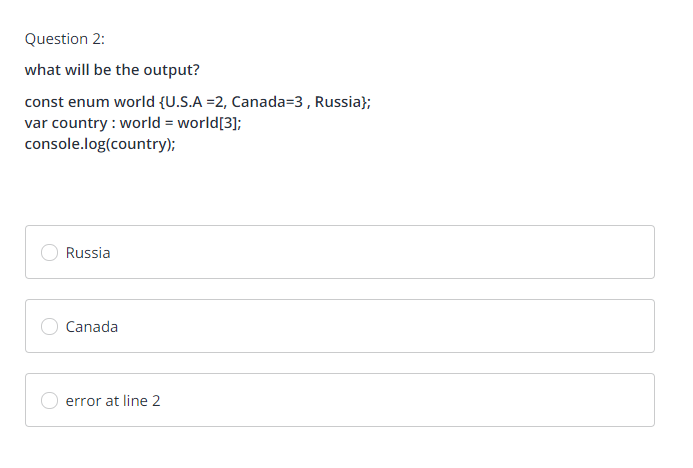 Question 2:
what will be the output?
const enum world {U.S.A =2, Canada=3 , Russia};
var country : world = world[3];
console.log(country);
Russia
Canada
error at line 2